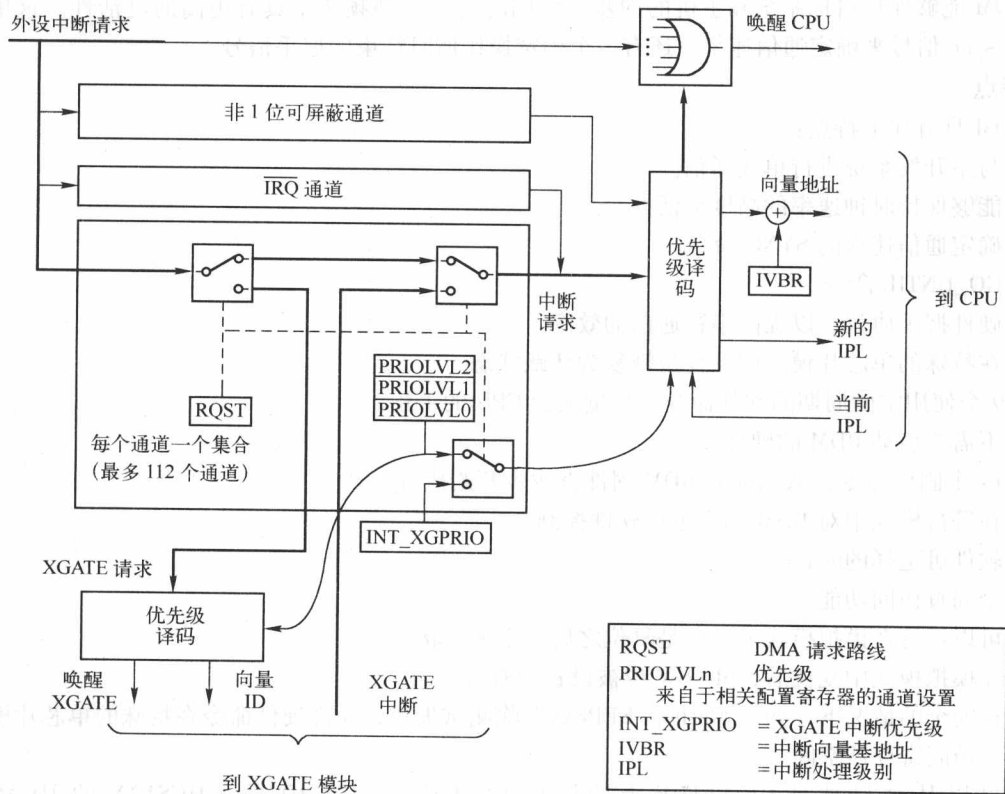 外设中断请求
唤醒 CPU
非 1 位可屏蔽通道
IRQ 通道
优先
级译
码
向量地址
IVBR
到 CPU
中断
请求
新的
IPL
当前
IPL
PRIOLVL2
PRIOLVL1
PRIOLVL0
RQST
每个通道一个集合
(最多 112 个通道)
INT_XGPRIO
XGATE 请求
优先级
译码
唤醒
XGATE
向量
ID
XGATE
中断
到 XGATE 模块
RQST DMA 请求路线
PRIOLVLn 优先级
来自于相关配置寄存器的通道设置
INT_XGPRIO =XGATE 中断优先级
IVBR =中断向量基地址
IPL =中断处理级别